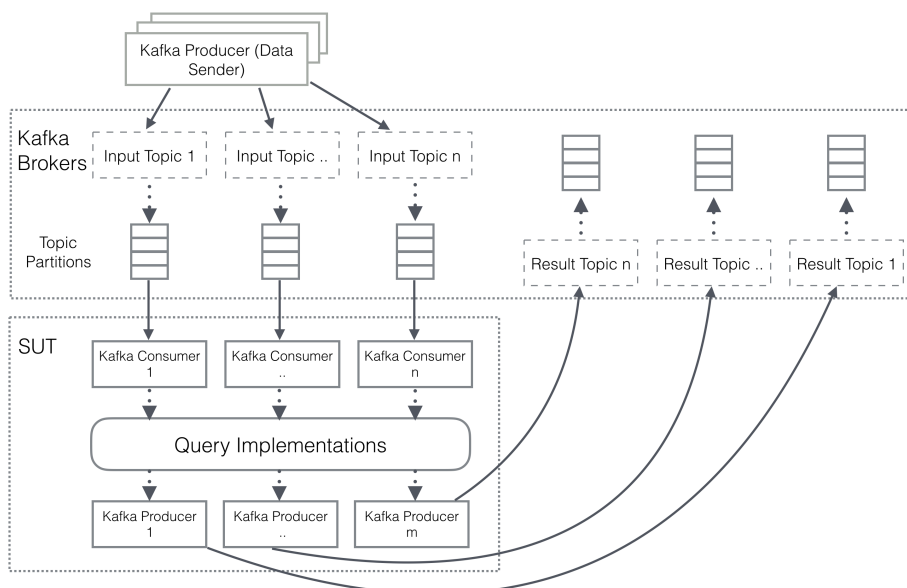 Kafka Producer (Data
Sender)
Kafka
Brokers
Input Topic 1
Input Topic ..
Input Topic n
Topic
Partitions
Result Topic n
Result Topic ..
Result Topic 1
SUT
Kafka Consumer
1
Kafka Consumer
..
Kafka Consumer
n
Query Implementations
Kafka Producer
1
Kafka Producer
..
Kafka Producer
m